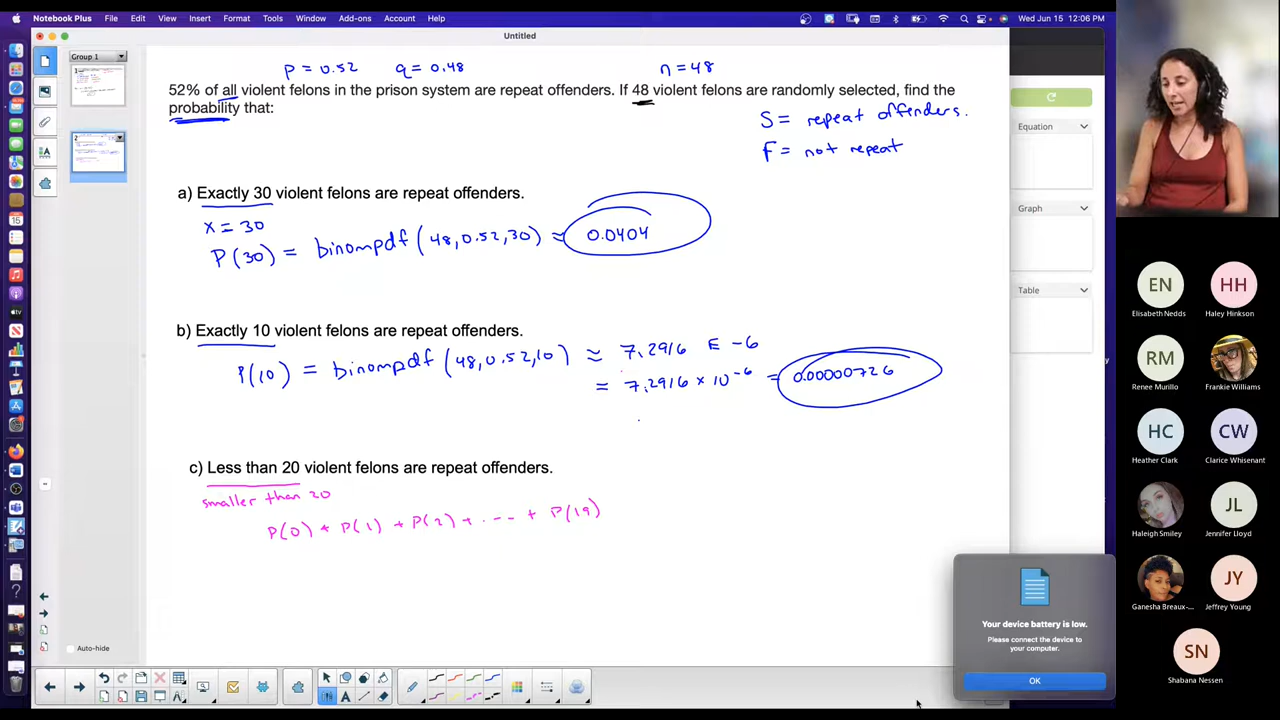 Notebook Plus File Edit View Insert Format Tools Window Add-ons Account Help
Wed Jun 15 12:06 PM
Untitled
Group 1
p = 0.52 q = 0.48 n = 48
52% of all violent felons in the prison system are repeat offenders. If 48 violent felons are randomly selected, find the
probability that:
S = repeat offenders.
F = not repeat
a) Exactly 30 violent felons are repeat offenders.
x = 30
P(30) = binompdf(48,0.52,30) ≈ 0.0404
b) Exactly 10 violent felons are repeat offenders.
P(10) = binompdf(48,0.52,10) ≈ 7.2916 E -6
= 7.2916 × 10⁻⁶ = 0.00000726
c) Less than 20 violent felons are repeat offenders.
smaller than 20
P(0) + P(1) + P(2) + ... + P(19)
Auto-hide
Equation
Graph
Table
EN
Elisabeth Nedds
HH
Haley Hinkson
RM
Renee Murillo
Frankie Williams
HC
Heather Clark
CW
Clarice Whisenant
Haleigh Smiley
JL
Jennifer Lloyd
Ganesha Breaux-...
JY
Jeffrey Young
SN
Shabana Nessen
Your device battery is low.
Please connect the device to
your computer.
OK